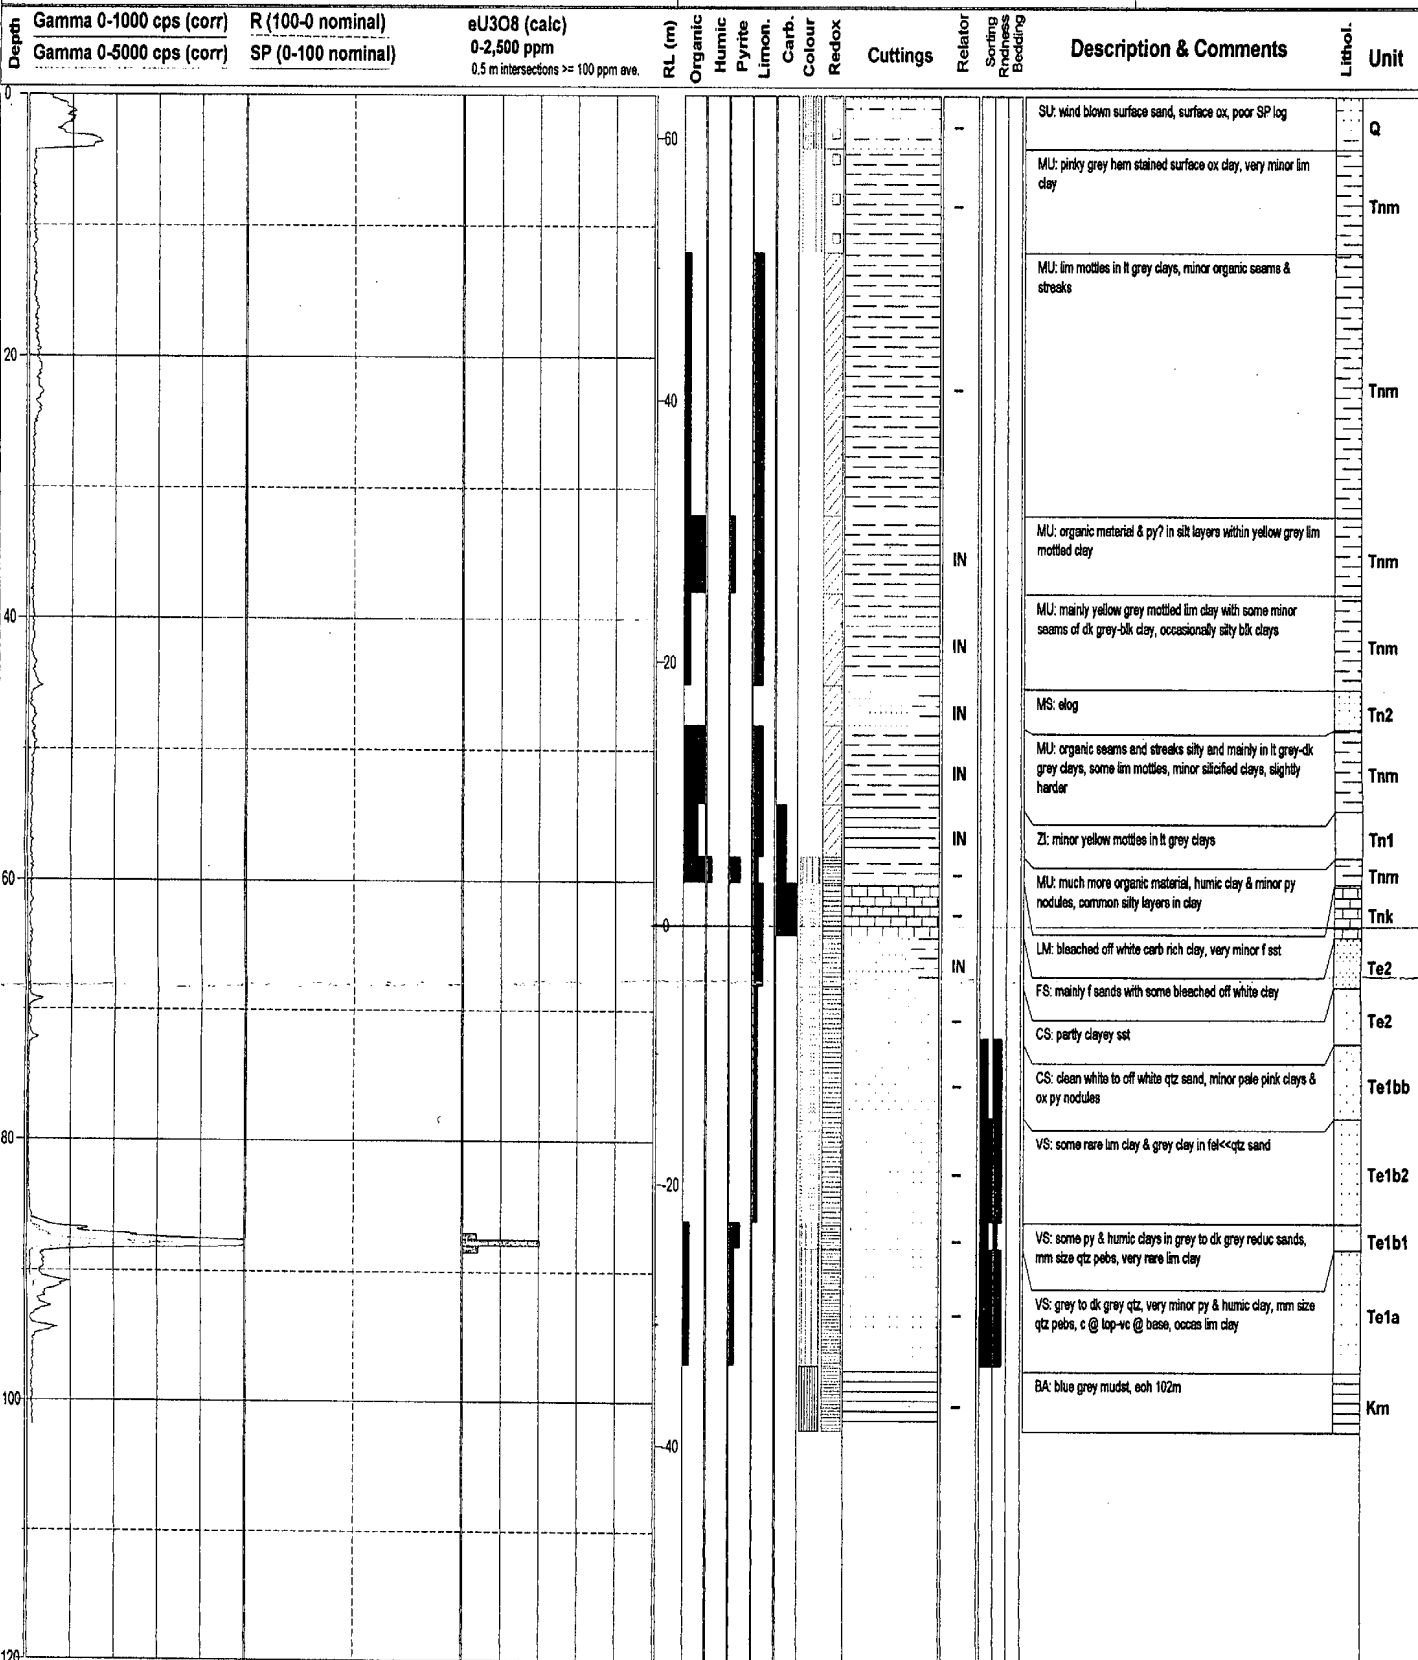 Depth
Gamma 0-1000 cps (corr)
Gamma 0-5000 cps (corr)
R (100-0 nominal)
SP (0-100 nominal)
eU3O8 (calc)
0-2,500 ppm
0.5 m intersections >= 100 ppm ave.
RL (m)
Organic
Humic
Pyrite
Limon.
Carb.
Colour
Redox
Cuttings
Relator
Sorting
Rndness
Bedding
Description & Comments
Lithol.
Unit
0
20
40
60
80
100
120
60
40
20
0
-20
-40
-
SU: wind blown surface sand, surface ox, poor SP log
Q
-
MU: pinky grey hem stained surface ox clay, very minor lim
clay
Tnm
-
MU: lim mottles in lt grey clays, minor organic seams &
streaks
Tnm
IN
MU: organic material & py? in silt layers within yellow grey lim
mottled clay
Tnm
IN
MU: mainly yellow grey mottled lim clay with some minor
seams of dk grey-blk clay, occasionally silty blk clays
Tnm
IN
MS: elog
Tn2
IN
MU: organic seams and streaks silty and mainly in lt grey-dk
grey clays, some lim mottles, minor silicified clays, slightly
harder
Tnm
IN
ZI: minor yellow mottles in lt grey clays
Tn1
-
MU: much more organic material, humic clay & minor py
nodules, common silty layers in clay
Tnm
-
LM: bleached off white carb rich clay, very minor f sst
Tnk
IN
FS: mainly f sands with some bleached off white clay
Te2
-
CS: partly clayey sst
Te2
-
CS: clean white to off white qtz sand, minor pale pink clays &
ox py nodules
Te1bb
-
VS: some rare lim clay & grey clay in fel<<qtz sand
Te1b2
-
VS: some py & humic clays in grey to dk grey reduc sands,
mm size qtz pebs, very rare lim clay
Te1b1
-
VS: grey to dk grey qtz, very minor py & humic clay, mm size
qtz pebs, c @ top-vc @ base, occas lim clay
Te1a
-
BA: blue grey mudst, eoh 102m
Km